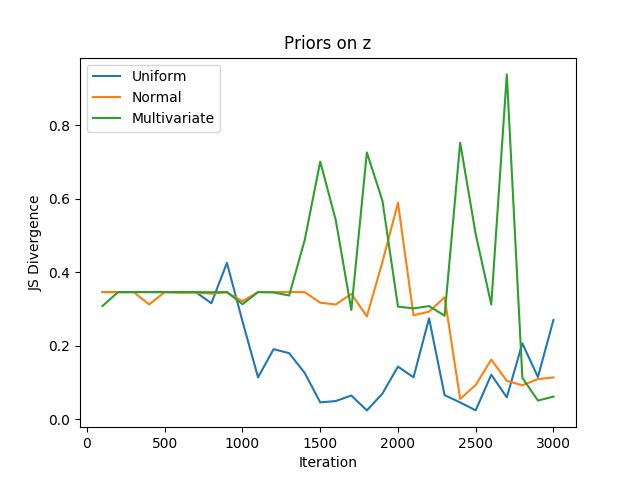 Priors on z
Uniform
Normal
Multivariate
JS Divergence
0.8
0.6
0.4
0.2
0.0
0
500
1000
1500
2000
2500
3000
Iteration